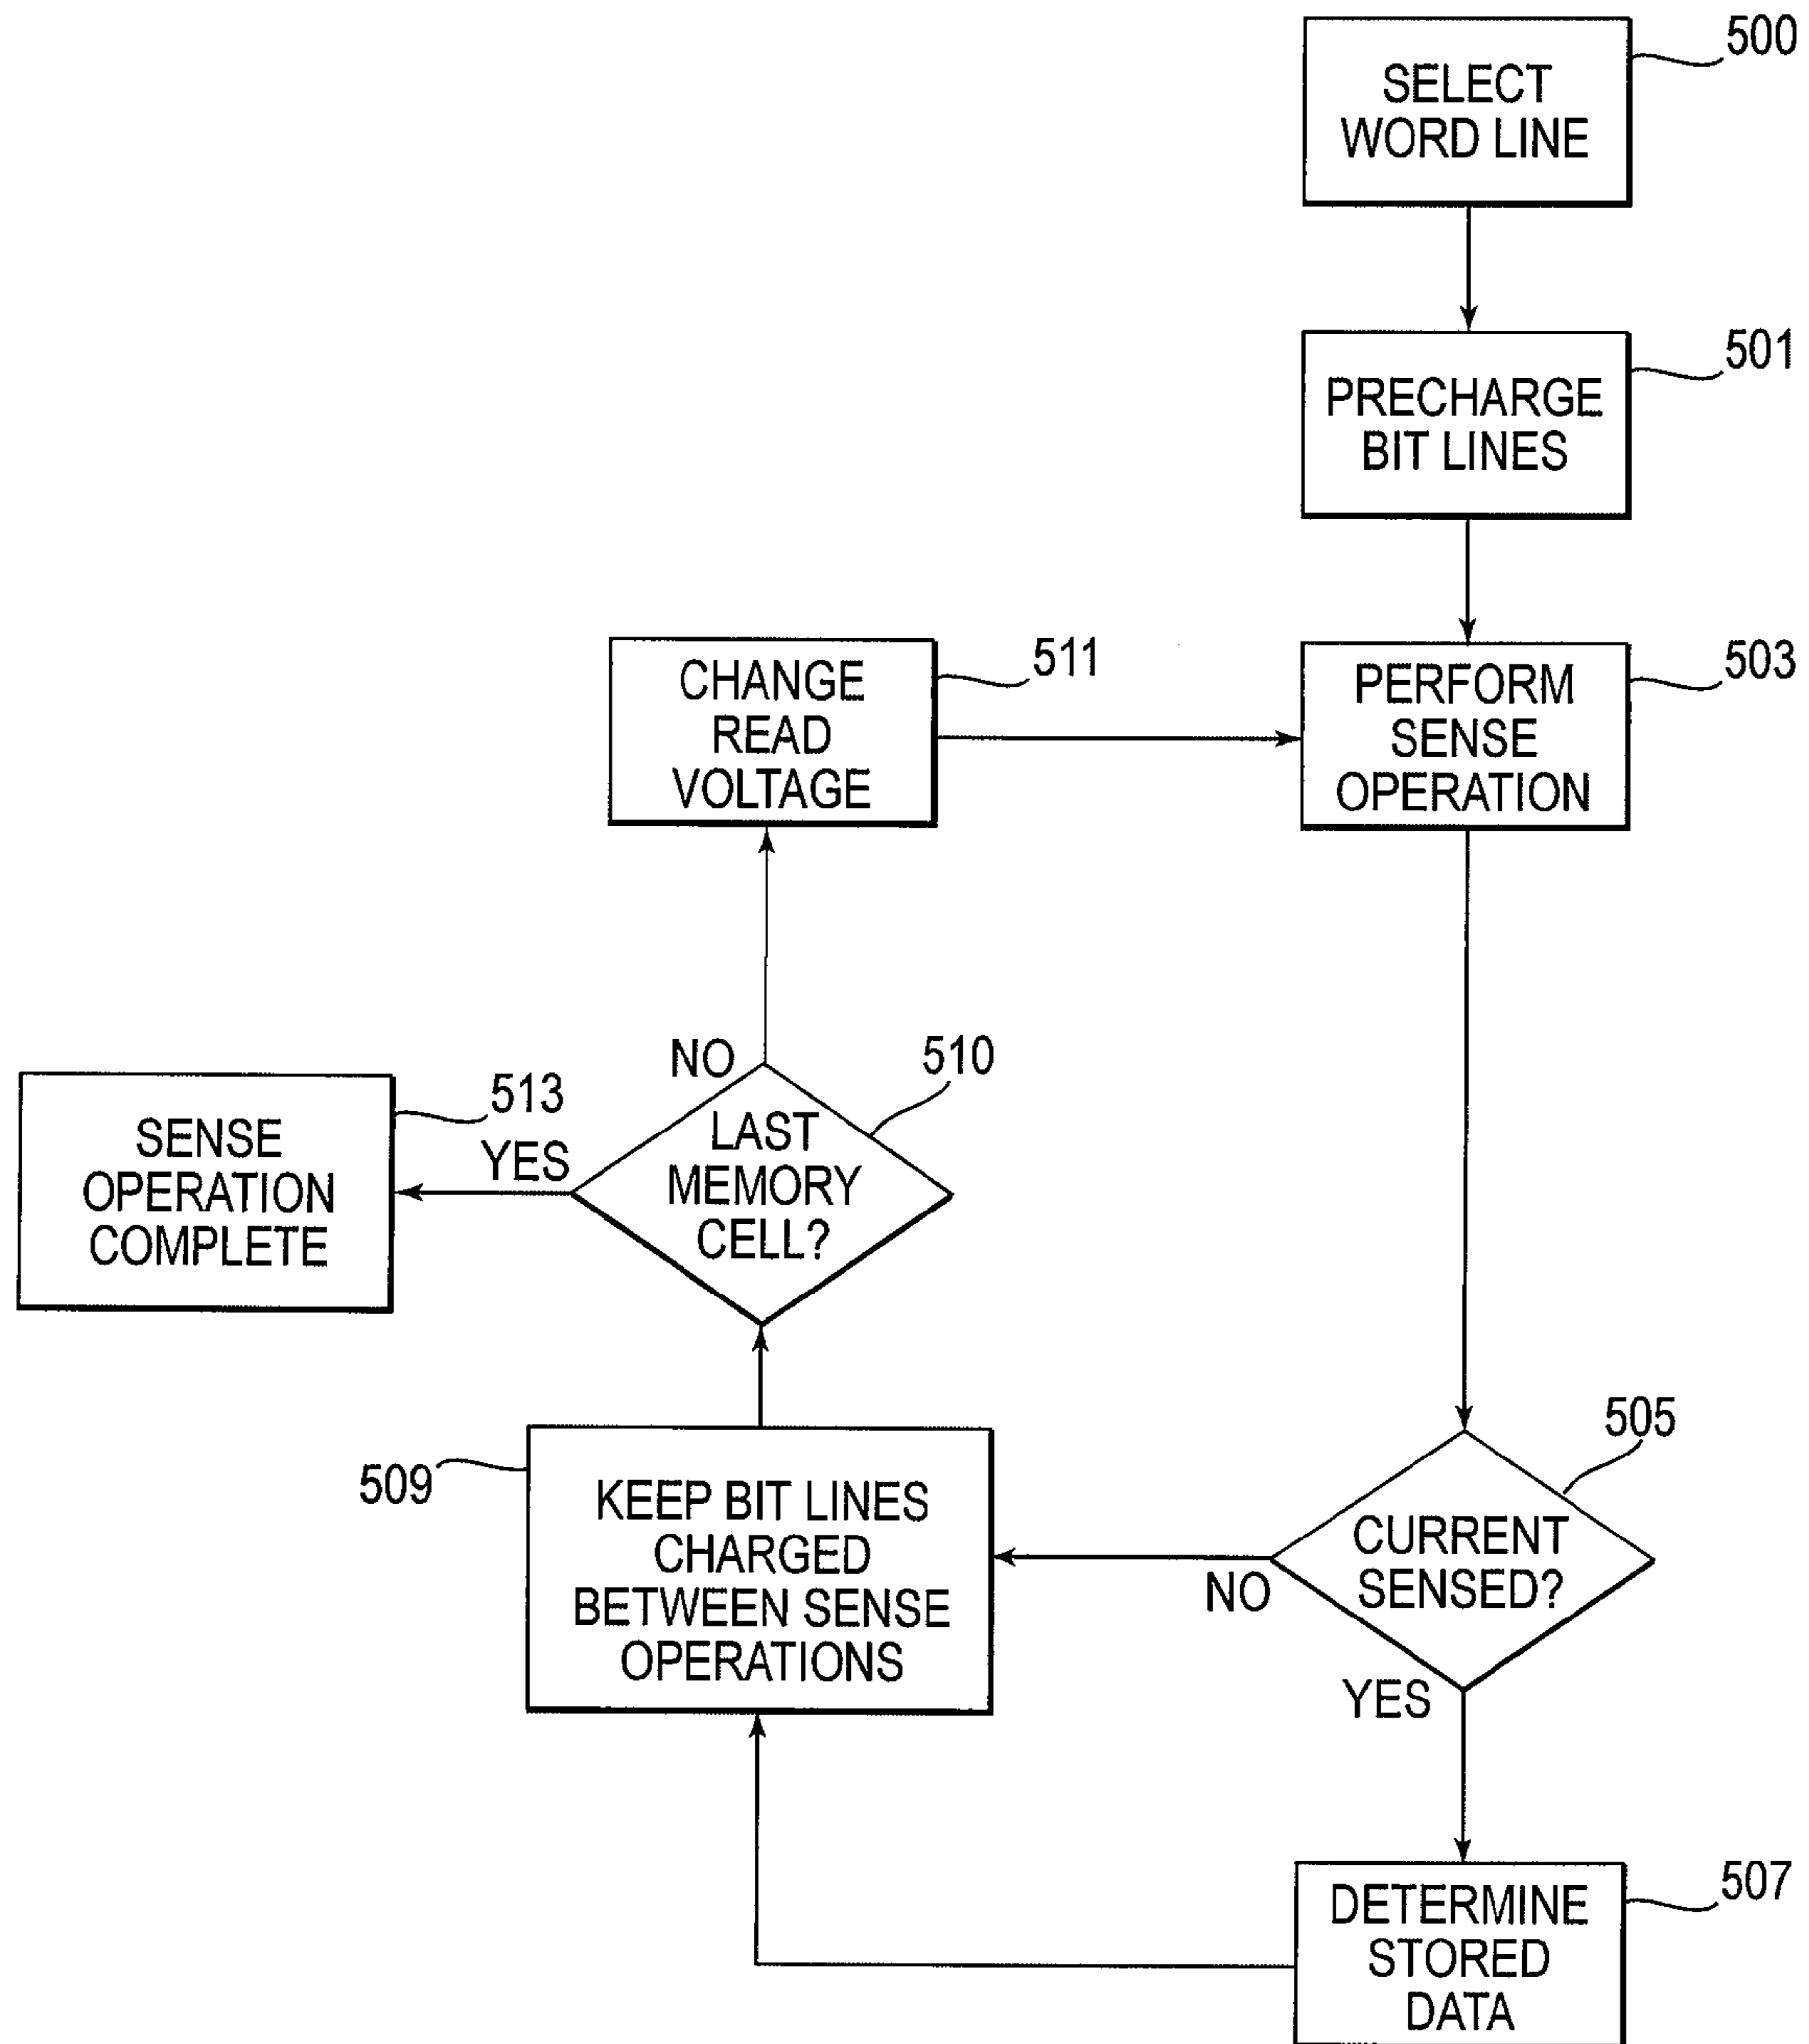 500
SELECT
WORD LINE
501
PRECHARGE
BIT LINES
511
CHANGE
READ
VOLTAGE
503
PERFORM
SENSE
OPERATION
NO
510
LAST
MEMORY
CELL?
YES
513
SENSE
OPERATION
COMPLETE
505
CURRENT
SENSED?
NO
YES
509
KEEP BIT LINES
CHARGED
BETWEEN SENSE
OPERATIONS
507
DETERMINE
STORED
DATA